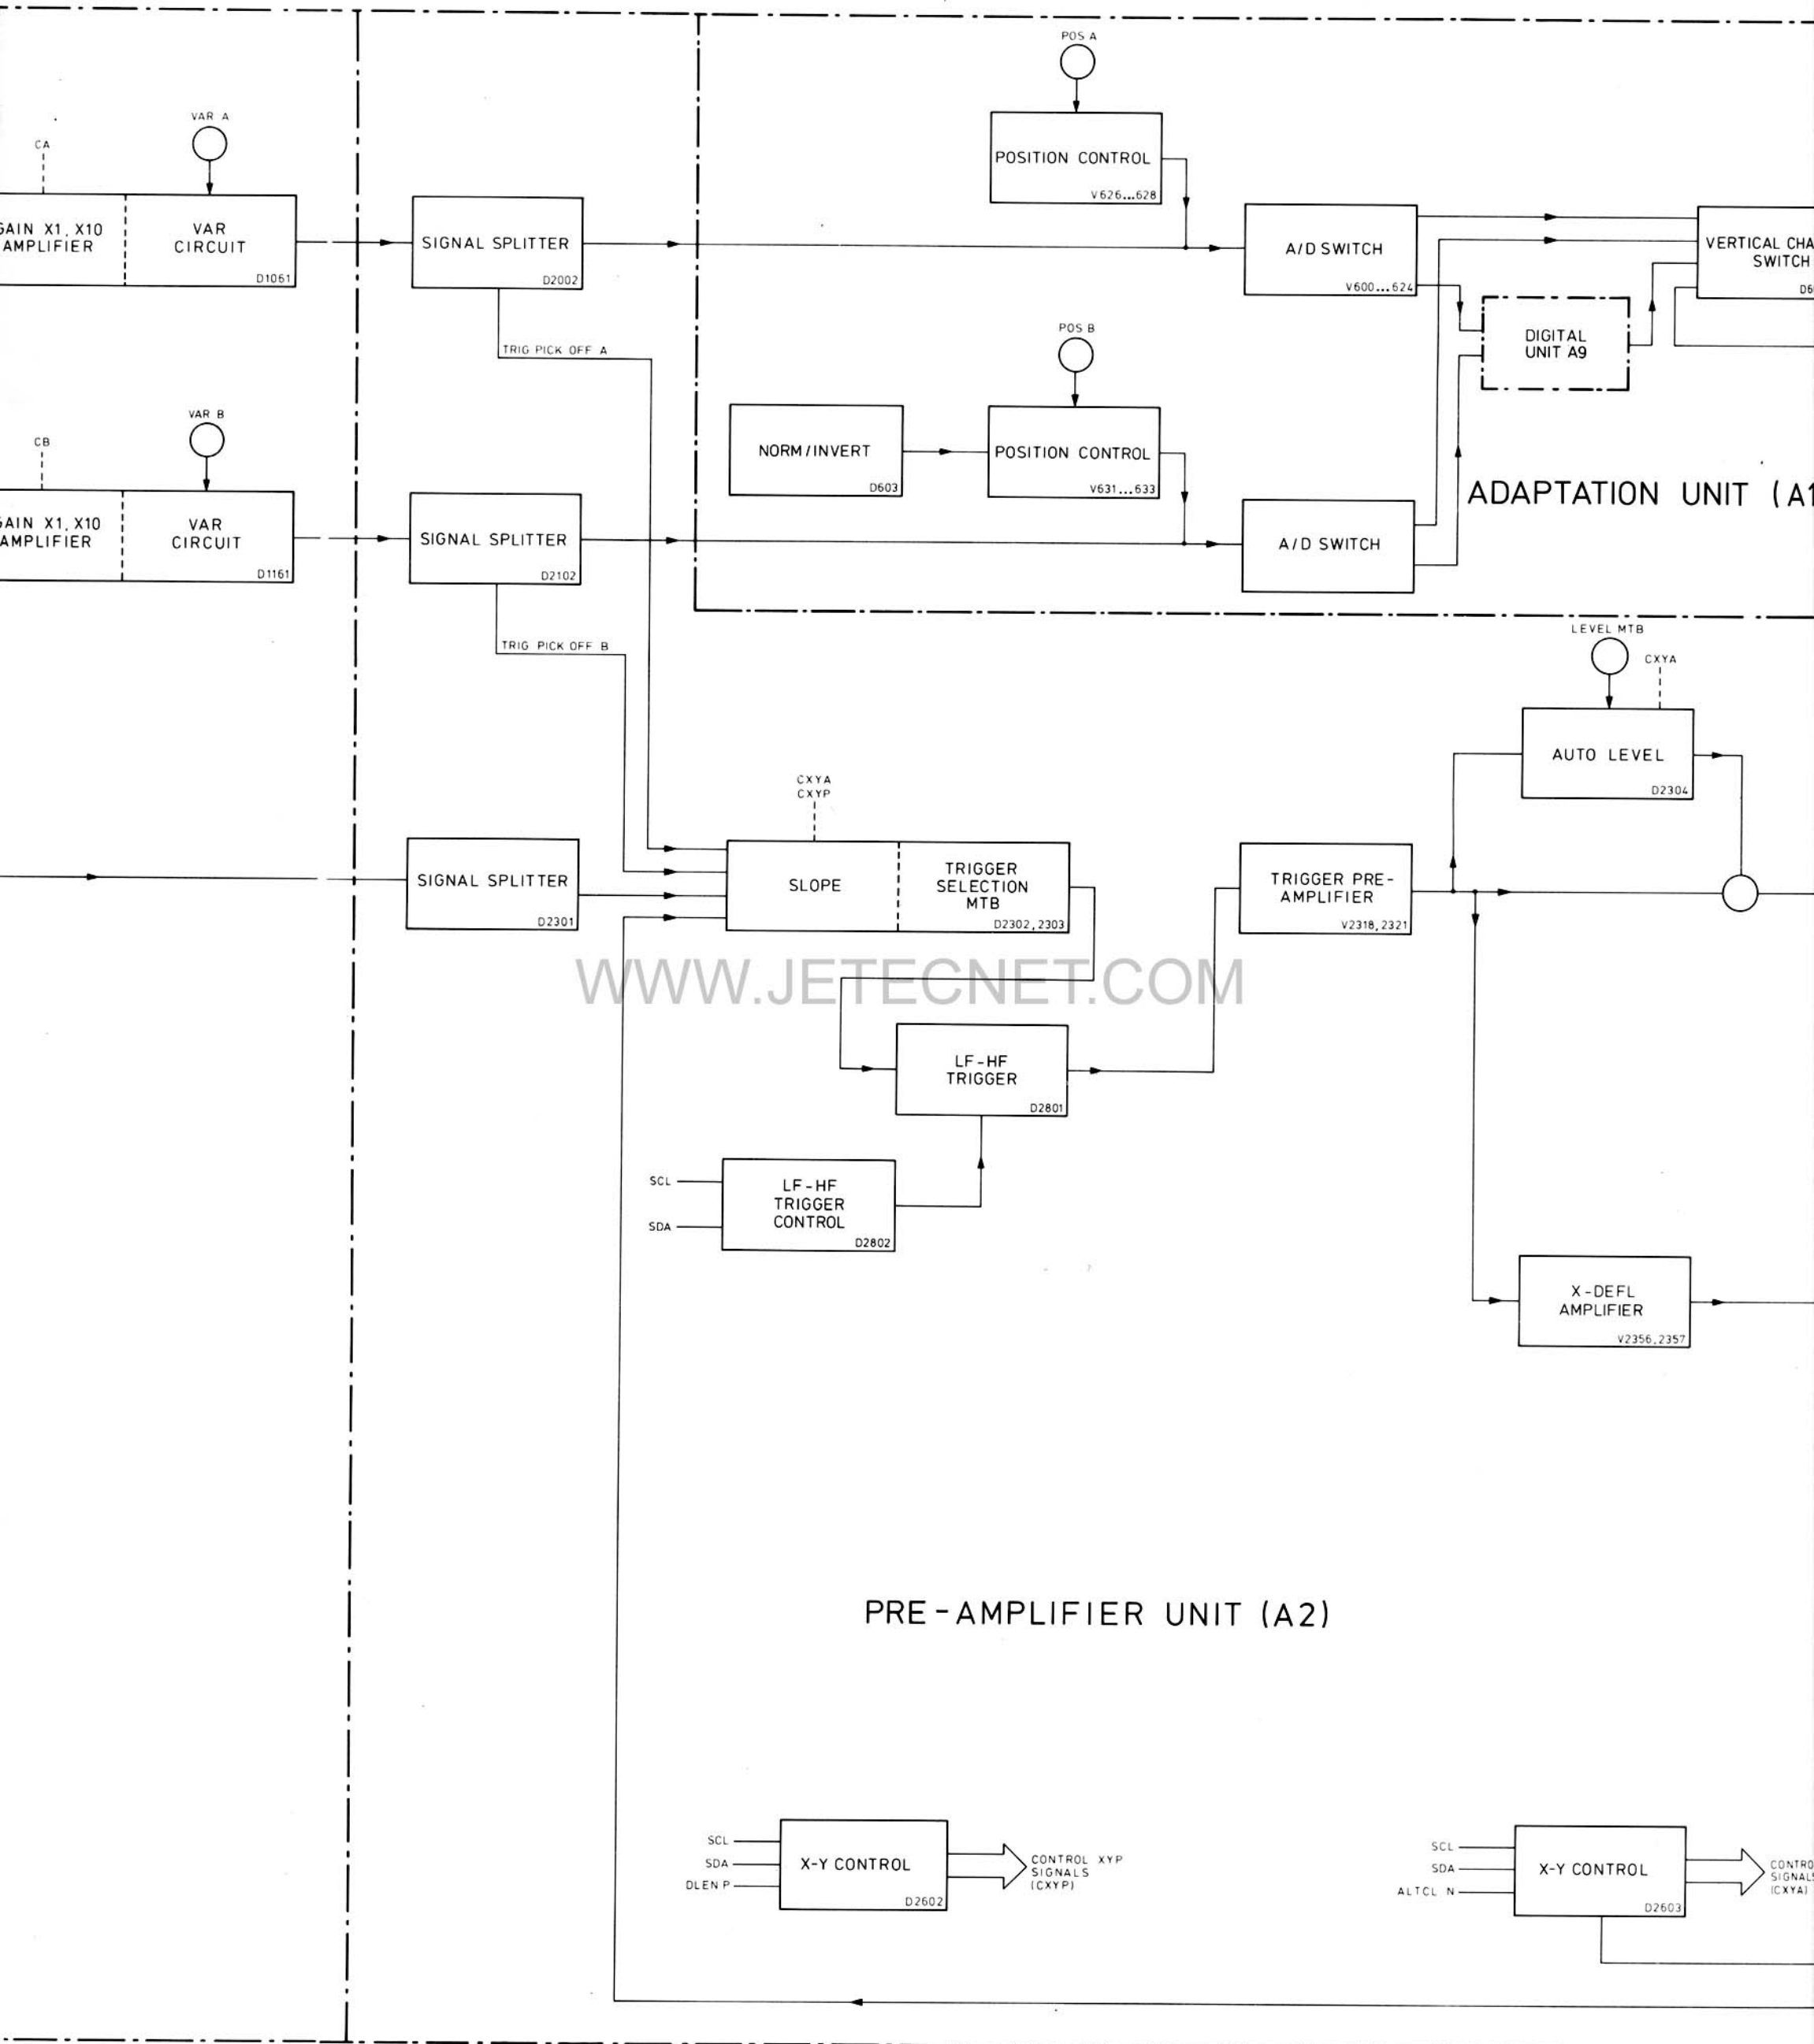 POS A
VAR A
CA
POSITION CONTROL
V626...628
GAIN X1, X10
AMPLIFIER
VAR
CIRCUIT
D1061
SIGNAL SPLITTER
D2002
A/D SWITCH
V600...624
VERTICAL
SWITCH
TRIG PICK OFF A
POS B
DIGITAL
UNIT A9
VAR B
CB
NORM/INVERT
D603
POSITION CONTROL
V631...633
ADAPTATION UNIT
GAIN X1, X10
AMPLIFIER
VAR
CIRCUIT
D1161
SIGNAL SPLITTER
D2102
A/D SWITCH
TRIG PICK OFF B
LEVEL MTB
CXYA
AUTO LEVEL
D2304
CXYA
CXYP
SIGNAL SPLITTER
D2301
SLOPE
TRIGGER
SELECTION
MTB
D2302, 2303
TRIGGER PRE-
AMPLIFIER
V2318, 2321
WWW.JETECNET.COM
LF-HF
TRIGGER
D2801
SCL
SDA
LF-HF
TRIGGER
CONTROL
D2802
X-DEFL
AMPLIFIER
V2356, 2357
PRE-AMPLIFIER UNIT (A2)
SCL
SDA
DLEN P
X-Y CONTROL
D2602
CONTROL XYP
SIGNALS
(CXYP)
SCL
SDA
ALTCL N
X-Y CONTROL
D2603
(CXYA)